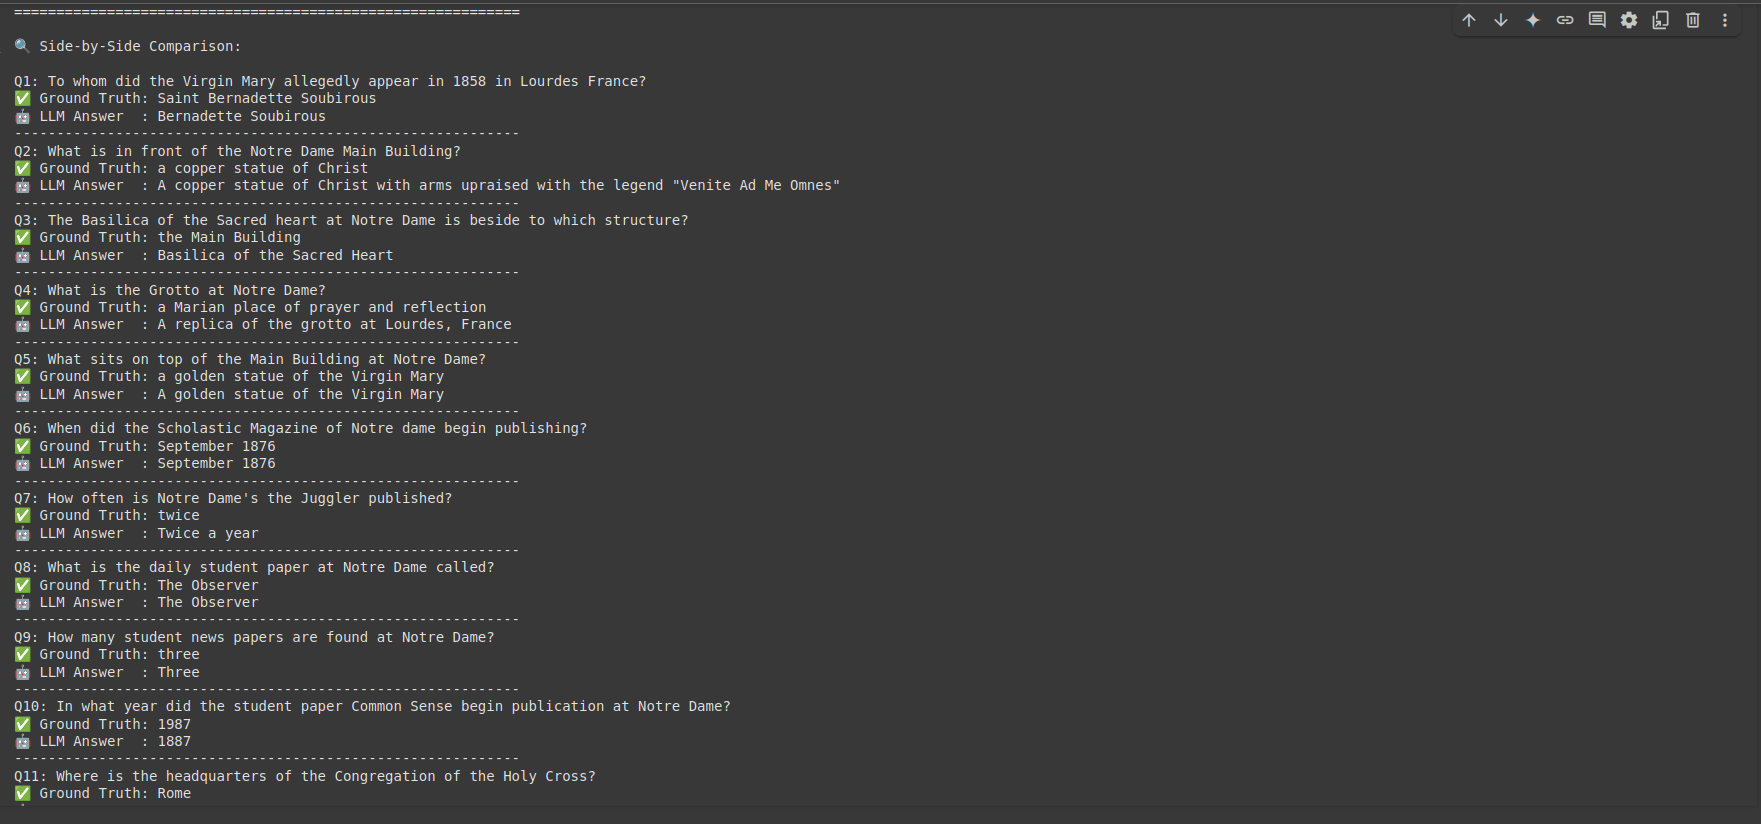 ============================================================
🔍 Side-by-Side Comparison:
Q1: To whom did the Virgin Mary allegedly appear in 1858 in Lourdes France?
✅ Ground Truth: Saint Bernadette Soubirous
🤖 LLM Answer  : Bernadette Soubirous
------------------------------------------------------------
Q2: What is in front of the Notre Dame Main Building?
✅ Ground Truth: a copper statue of Christ
🤖 LLM Answer  : A copper statue of Christ with arms upraised with the legend "Venite Ad Me Omnes"
------------------------------------------------------------
Q3: The Basilica of the Sacred heart at Notre Dame is beside to which structure?
✅ Ground Truth: the Main Building
🤖 LLM Answer  : Basilica of the Sacred Heart
------------------------------------------------------------
Q4: What is the Grotto at Notre Dame?
✅ Ground Truth: a Marian place of prayer and reflection
🤖 LLM Answer  : A replica of the grotto at Lourdes, France
------------------------------------------------------------
Q5: What sits on top of the Main Building at Notre Dame?
✅ Ground Truth: a golden statue of the Virgin Mary
🤖 LLM Answer  : A golden statue of the Virgin Mary
------------------------------------------------------------
Q6: When did the Scholastic Magazine of Notre dame begin publishing?
✅ Ground Truth: September 1876
🤖 LLM Answer  : September 1876
------------------------------------------------------------
Q7: How often is Notre Dame's the Juggler published?
✅ Ground Truth: twice
🤖 LLM Answer  : Twice a year
------------------------------------------------------------
Q8: What is the daily student paper at Notre Dame called?
✅ Ground Truth: The Observer
🤖 LLM Answer  : The Observer
------------------------------------------------------------
Q9: How many student news papers are found at Notre Dame?
✅ Ground Truth: three
🤖 LLM Answer  : Three
------------------------------------------------------------
Q10: In what year did the student paper Common Sense begin publication at Notre Dame?
✅ Ground Truth: 1987
🤖 LLM Answer  : 1887
------------------------------------------------------------
Q11: Where is the headquarters of the Congregation of the Holy Cross?
✅ Ground Truth: Rome